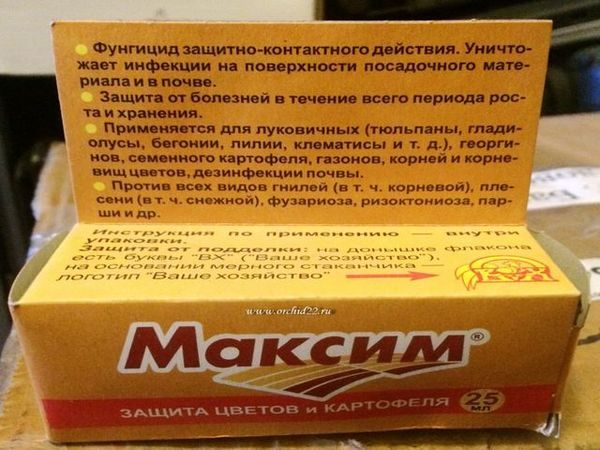 • Фунгицид защитно-контактного действия. Уничто-
жает инфекции на поверхности посадочного мате-
риала и в почве.
• Защита от болезней в течение всего периода рос-
та и хранения.
• Применяется для луковичных (тюльпаны, глади-
олусы, бегонии, лилии, клематисы и т. д.), георги-
нов, семенного картофеля, газонов, корней и корне-
вищ цветов, дезинфекции почвы.
• Против всех видов гнилей (в т. ч. корневой), пле-
сени (в т. ч. снежной), фузариоза, ризоктониоза, пар-
ши и др.
Инструкция по применению — внутри
упаковки.
Защита от подделки: на донышке флакона
есть буквы "ВХ" ("Ваше хозяйство"),
на основании мерного стаканчика —
логотип "Ваше хозяйство"
www.orchid22.ru
Максим®
ЗАЩИТА ЦВЕТОВ и КАРТОФЕЛЯ 25
МЛ